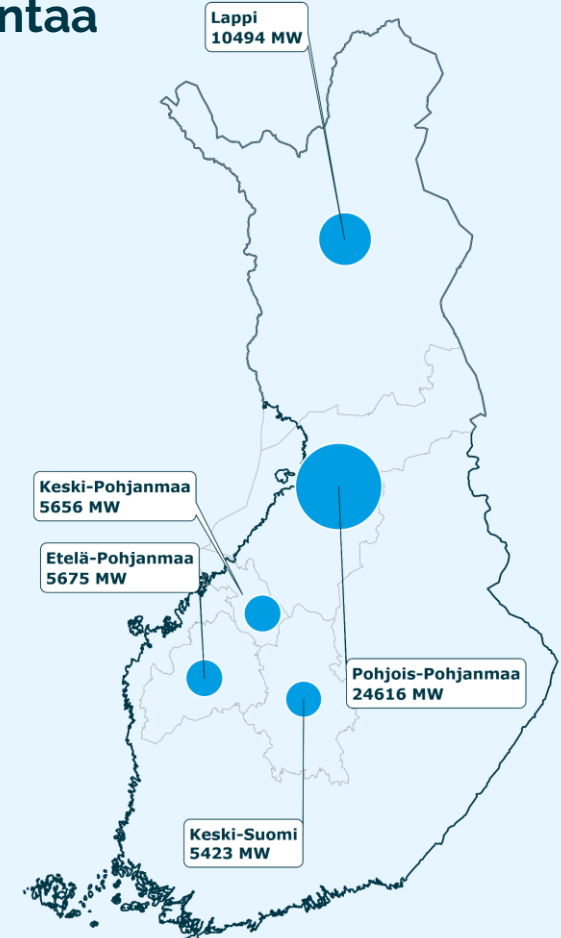 ntaa
Lappi
10494 MW
Keski-Pohjanmaa
5656 MW
Etelä-Pohjanmaa
5675 MW
Pohjois-Pohjanmaa
24616 MW
Keski-Suomi
5423 MW